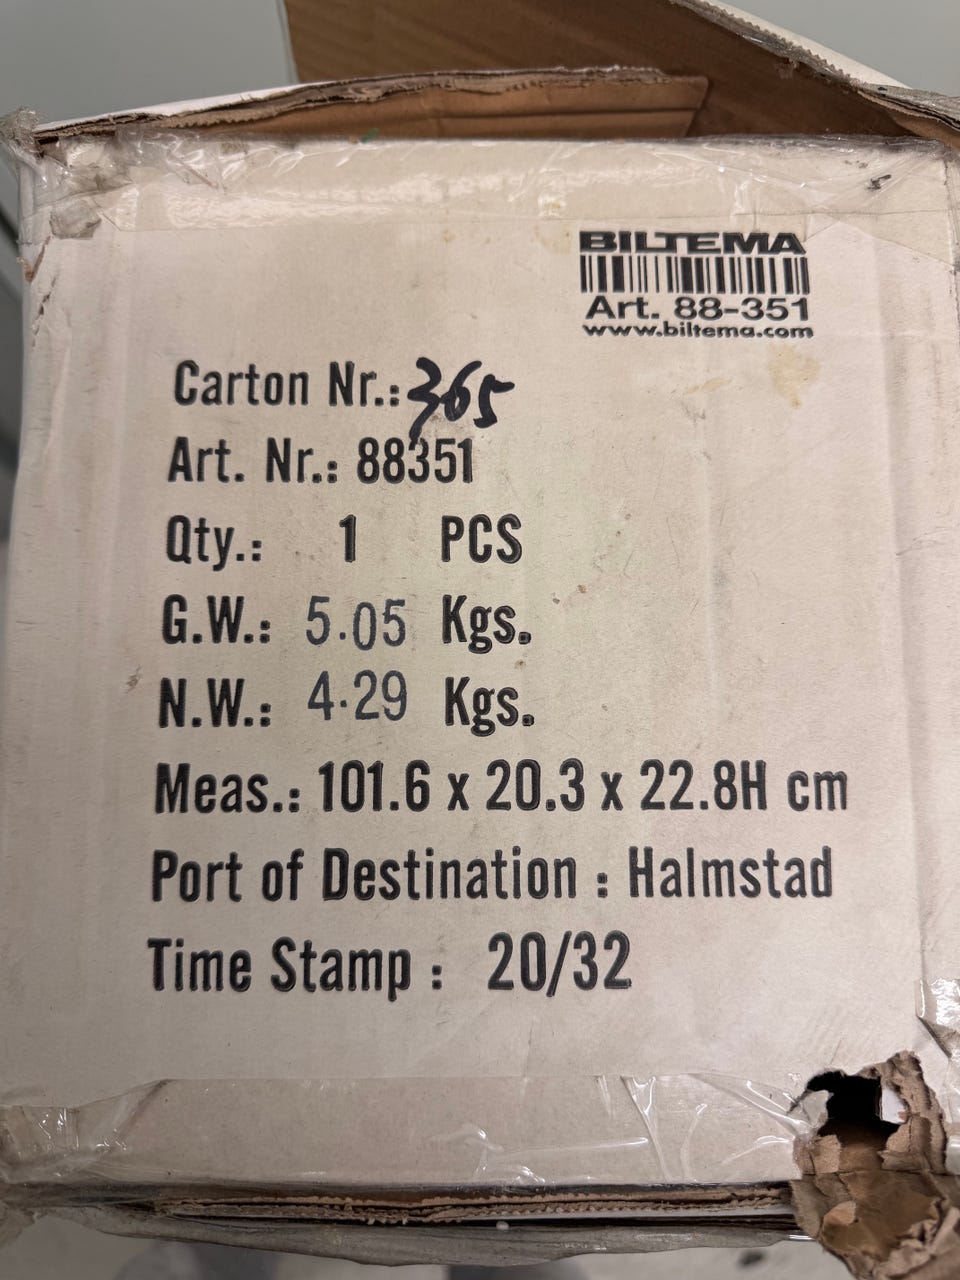 BILTEMA
Art. 88-351
www.biltema.com
Carton Nr.: 365
Art. Nr.: 88351
Qty.: 1 PCS
G.W.: 5.05 Kgs.
N.W.: 4.29 Kgs.
Meas.: 101.6 x 20.3 x 22.8H cm
Port of Destination : Halmstad
Time Stamp : 20/32